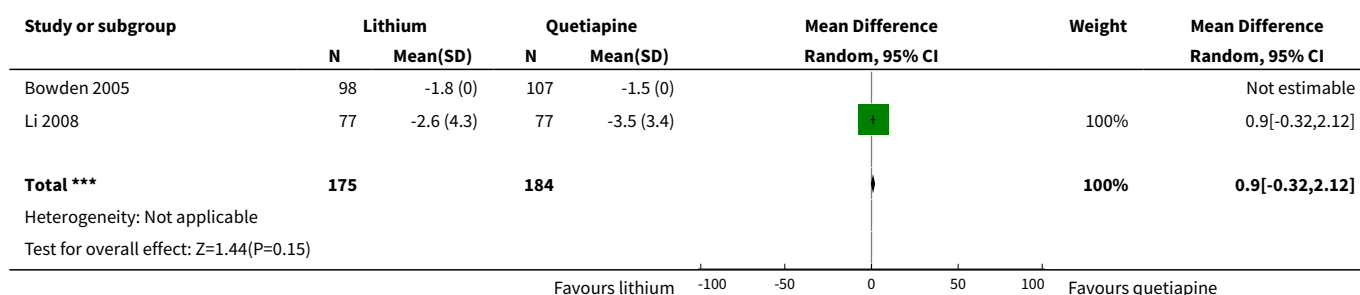 Study or subgroup Lithium Quetiapine Mean Difference Weight Mean Difference
N Mean(SD) N Mean(SD) Random, 95% CI Random, 95% CI
Bowden 2005 98 -1.8 (0) 107 -1.5 (0) Not estimable
Li 2008 77 -2.6 (4.3) 77 -3.5 (3.4) 100% 0.9[-0.32,2.12]
Total *** 175 184 100% 0.9[-0.32,2.12]
Heterogeneity: Not applicable
Test for overall effect: Z=1.44(P=0.15)
Favours lithium -100 -50 0 50 100 Favours quetiapine